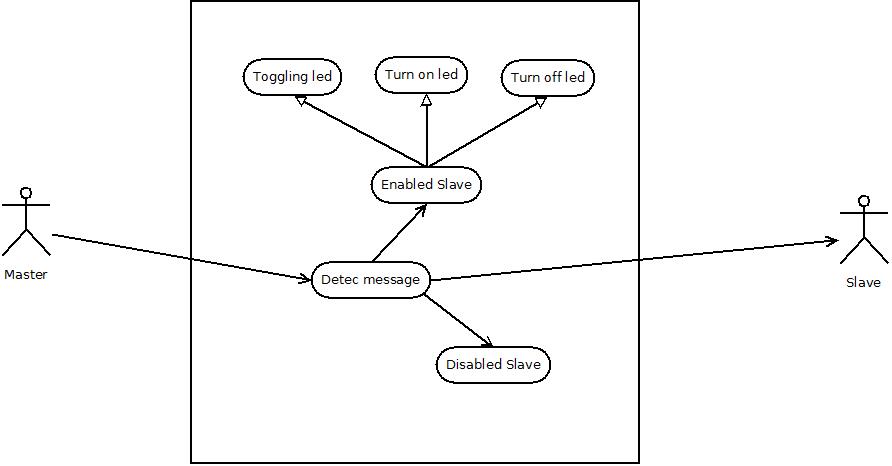 Toggling led
Turn on led
Turn off led
Enabled Slave
Master
Detec message
Slave
Disabled Slave